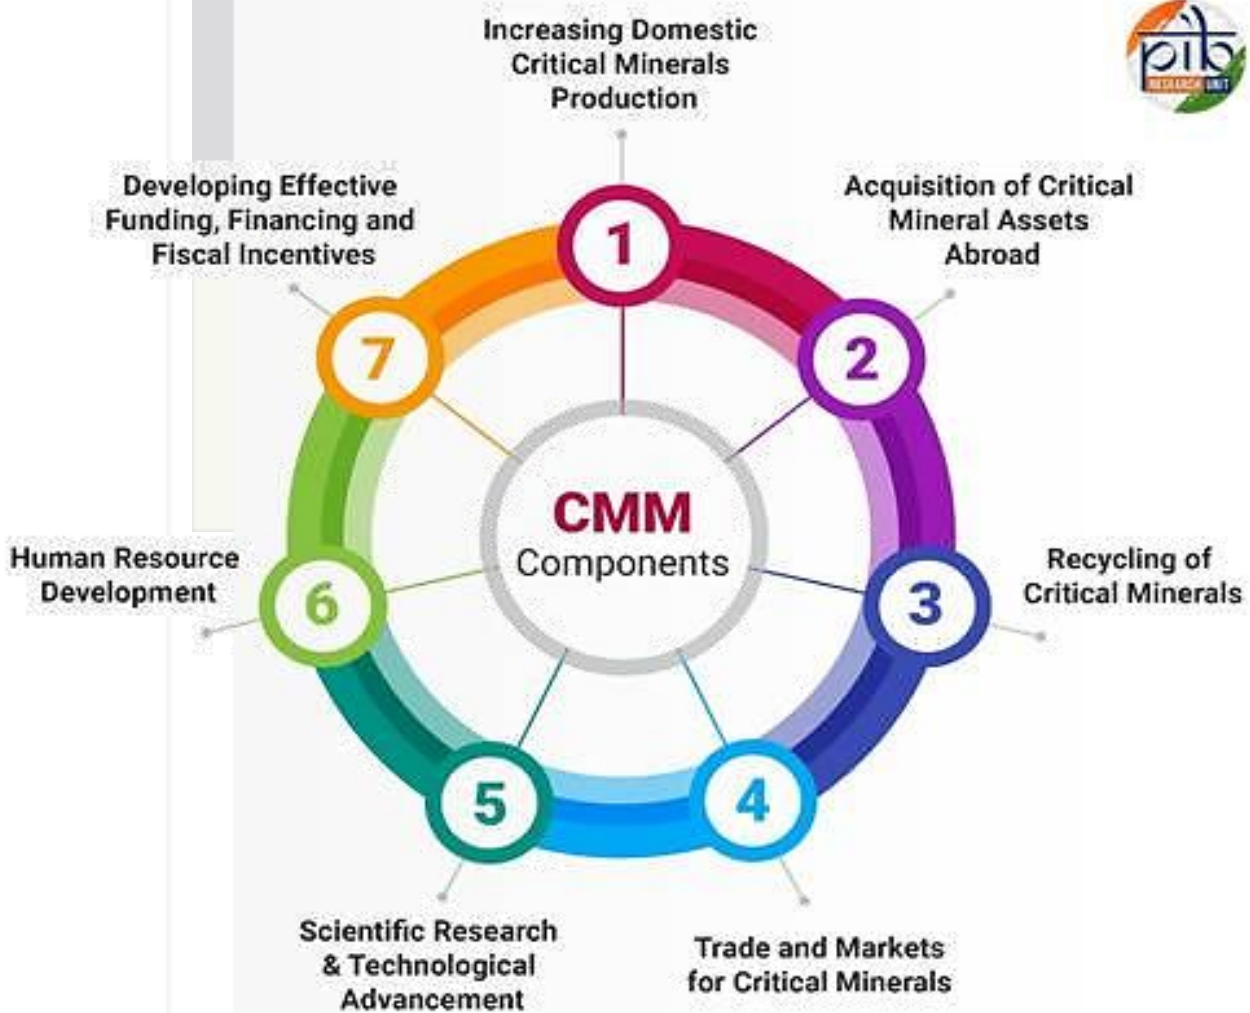 Increasing Domestic
Critical Minerals
Production
pib
RESEARCH UNIT
1
Acquisition of Critical
Mineral Assets
Abroad
2
Recycling of
Critical Minerals
3
Trade and Markets
for Critical Minerals
4
Scientific Research
& Technological
Advancement
5
Human Resource
Development
6
Developing Effective
Funding, Financing and
Fiscal Incentives
7
CMM
Components